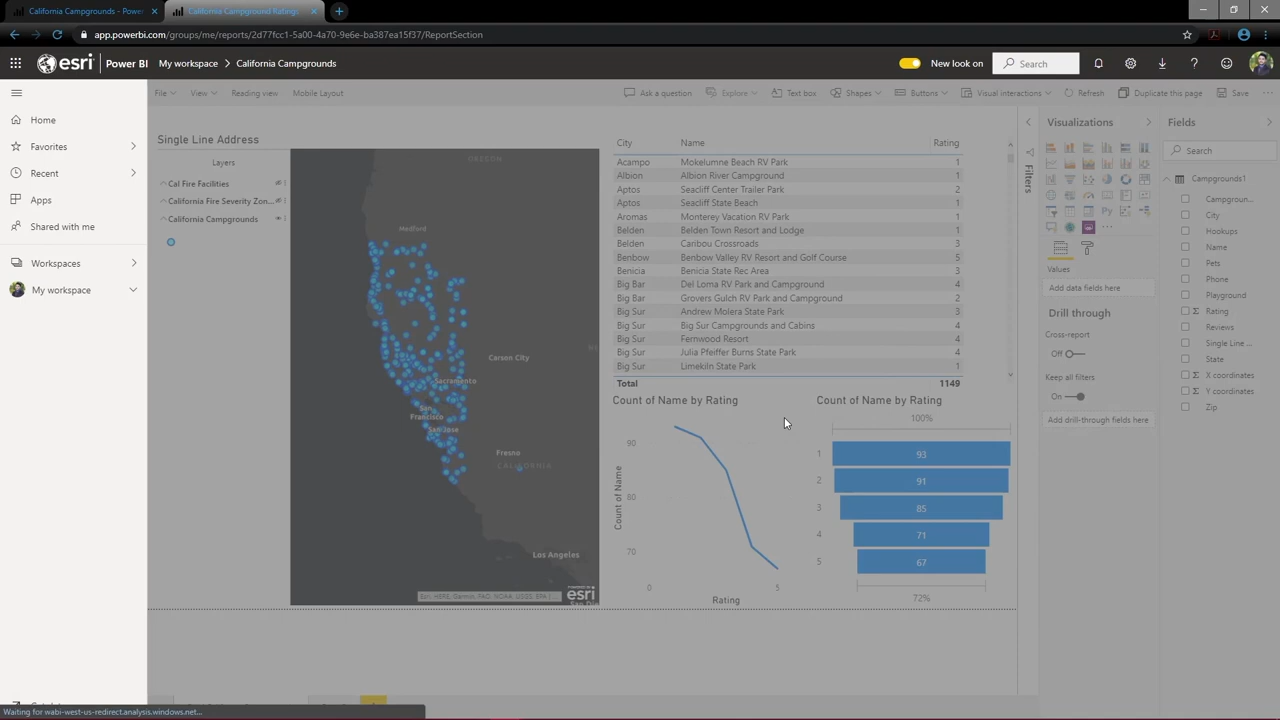 California Campgrounds - Power
California Campground Ratings
app.powerbi.com/groups/me/reports/2d77fcc1-5a00-4a70-9e6e-ba387ea15f37/ReportSection
esri Power BI My workspace California Campgrounds New look on Search
File View Reading view Mobile Layout Ask a question Explore Text box Shapes Buttons Visual interactions Refresh Duplicate this page Save
Home
Favorites
Recent
Apps
Shared with me
Workspaces
My workspace
Single Line Address
Layers
Cal Fire Facilities
California Fire Severity Zon...
California Campgrounds
OREGON
Medford
Carson City
Sacramento
San
Francisco
San Jose
Fresno
CALIFORNIA
Los Angeles
Esri, HERE, Garmin, FAO, NOAA, USGS, EPA |...
esri
City Name Rating
Acampo Mokelumne Beach RV Park 1
Albion Albion River Campground 1
Aptos Seacliff Center Trailer Park 2
Aptos Seacliff State Beach 1
Aromas Monterey Vacation RV Park 1
Belden Belden Town Resort and Lodge 1
Belden Caribou Crossroads 3
Benbow Benbow Valley RV Resort and Golf Course 5
Benicia Benicia State Rec Area 3
Big Bar Del Loma RV Park and Campground 4
Big Bar Grovers Gulch RV Park and Campground 2
Big Sur Andrew Molera State Park 3
Big Sur Big Sur Campgrounds and Cabins 4
Big Sur Fernwood Resort 4
Big Sur Julia Pfeiffer Burns State Park 4
Big Sur Limekiln State Park 1
Total 1149
Count of Name by Rating
Count of Name
90
80
70
0 5
Rating
Count of Name by Rating
100%
1 93
2 91
3 85
4 71
5 67
72%
Filters
Visualizations
Values
Add data fields here
Drill through
Cross-report
Off
Keep all filters
On
Add drill-through fields here
Fields
Search
Campgrounds1
Campgroun...
City
Hookups
Name
Pets
Phone
Playground
Rating
Reviews
Single Line ...
State
X coordinates
Y coordinates
Zip
Waiting for wabi-west-us-redirect.analysis.windows.net...